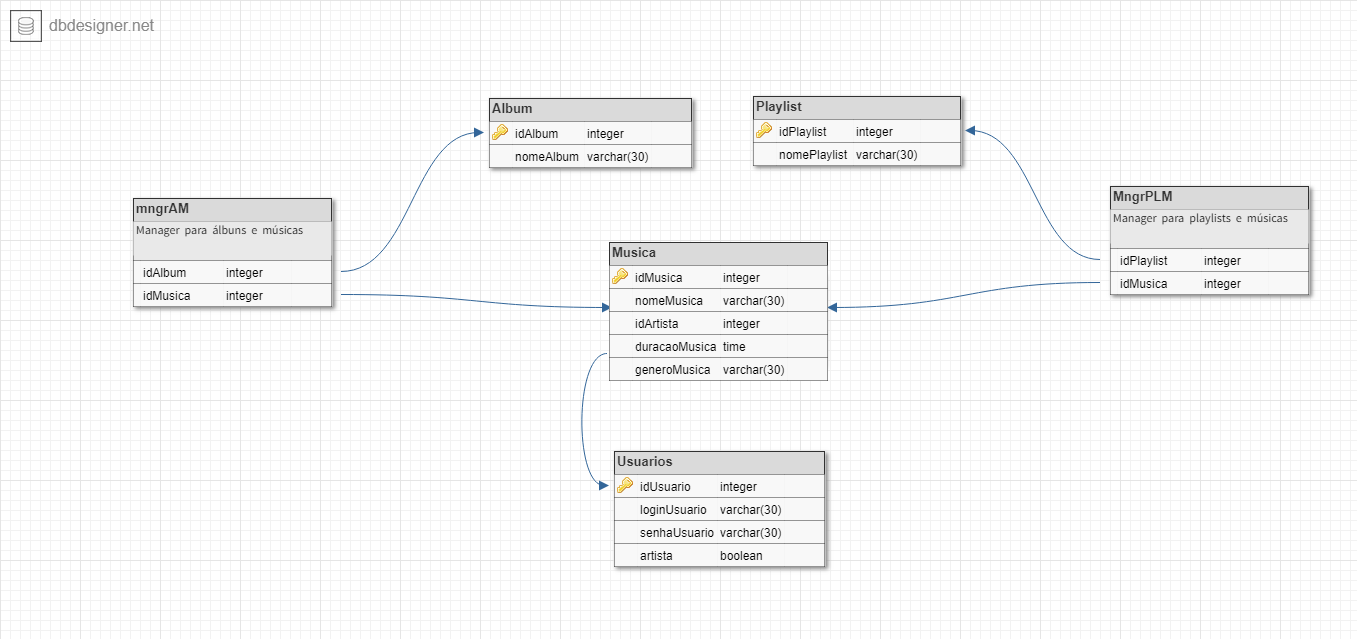 dbdesigner.net
Album
idAlbum integer
nomeAlbum varchar(30)
Playlist
idPlaylist integer
nomePlaylist varchar(30)
mngrAM
Manager para álbuns e músicas
idAlbum integer
idMusica integer
MngrPLM
Manager para playlists e músicas
idPlaylist integer
idMusica integer
Musica
idMusica integer
nomeMusica varchar(30)
idArtista integer
duracaoMusica time
generoMusica varchar(30)
Usuarios
idUsuario integer
loginUsuario varchar(30)
senhaUsuario varchar(30)
artista boolean